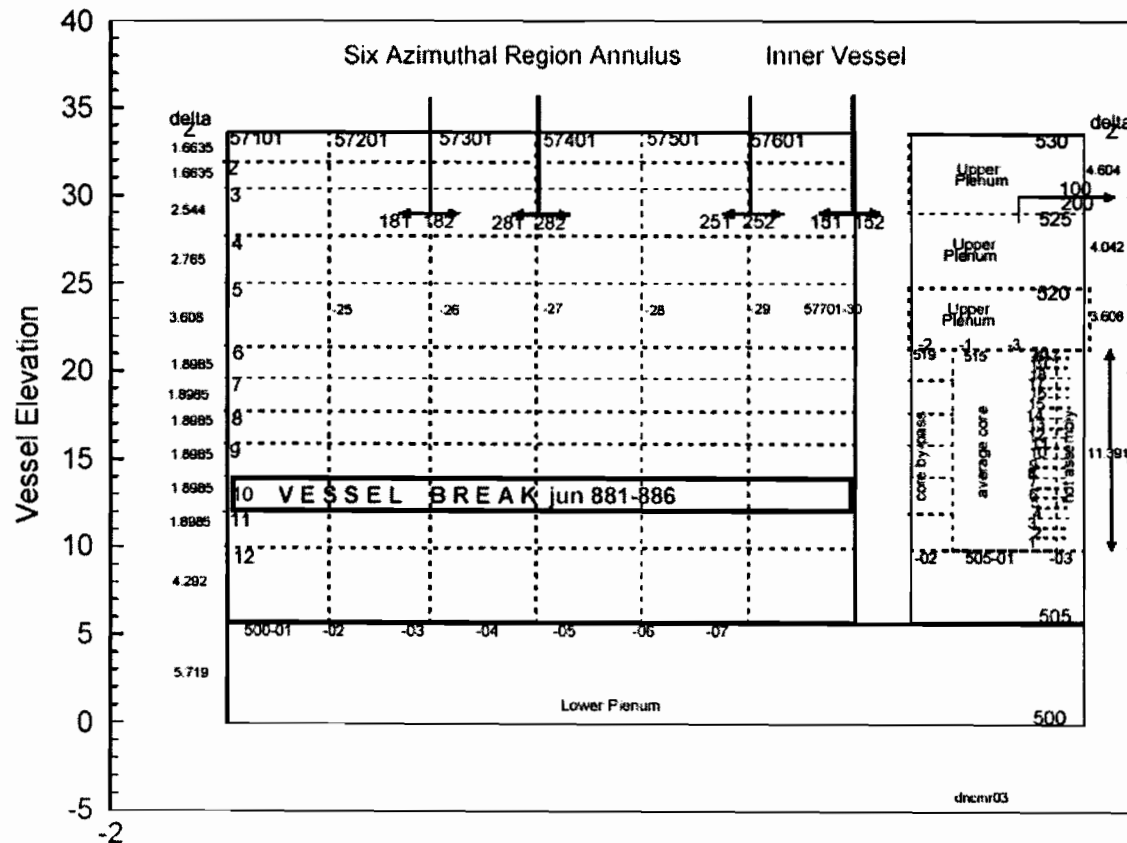 40
Six Azimuthal Region Annulus Inner Vessel
35
delta delta
Z Z
57101 57201 57301 57401 57501 57601 530
1.6635
2
Upper
Plenum
4.604
1.6635
30
3
100
200
2.544
181 182 281 282 251 252 151 152
525
4
Upper
Plenum
4.042
2.765
25
5
520
-25 -26 -27 -28 -29 57701-30
Upper
Plenum
3.608
3.608
6
-2 -1 -3
519 515
1.8985
20
7
1.8985
8
1.8985
9
1.8985
15
core by-pass
average core
hot assembly
11.391
10 VESSEL BREAK jun 881-886
1.8985
11
1.8985
10
12
-02 505-01 -03
4.292
505
5
500-01 -02 -03 -04 -05 -06 -07
5.719
Lower Plenum
0
500
dncmr03
-5
-2
Vessel Elevation